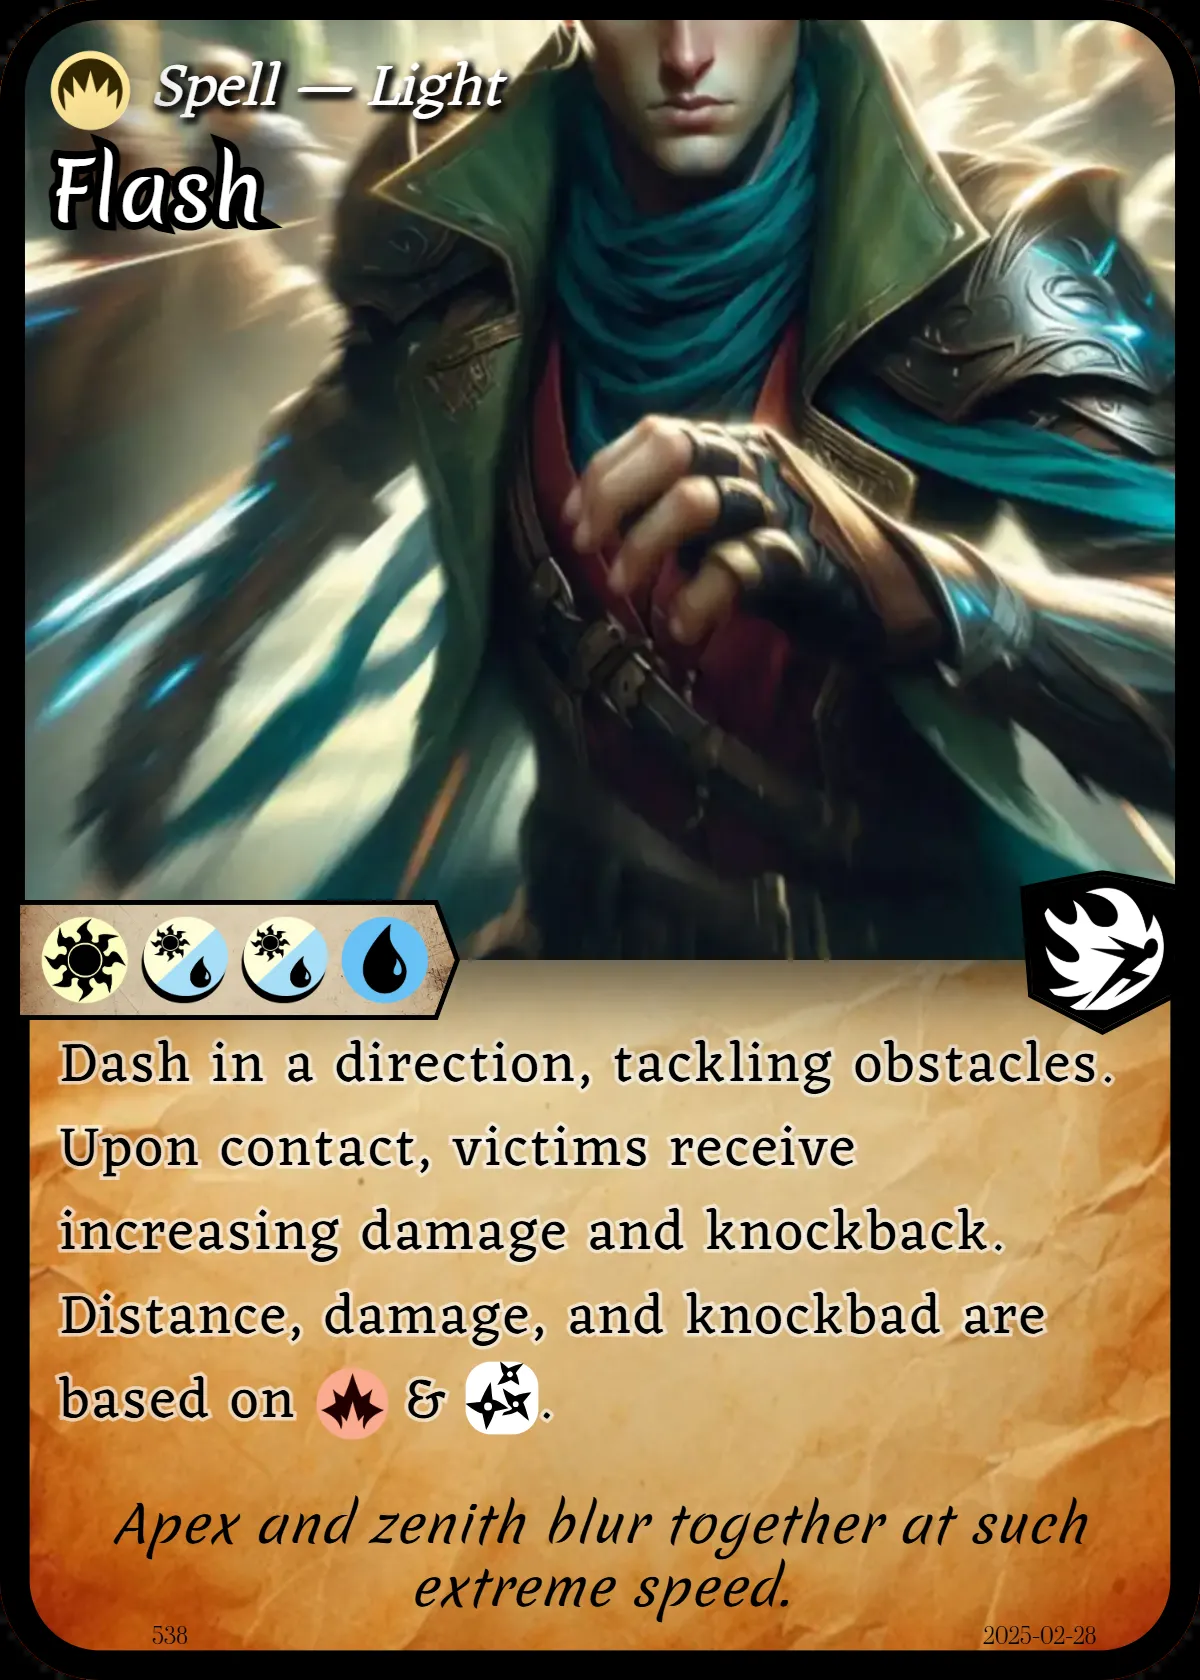 Spell — Light
Flash
Dash in a direction, tackling obstacles.
Upon contact, victims receive
increasing damage and knockback.
Distance, damage, and knockbad are
based on & .
Apex and zenith blur together at such
extreme speed.
538
2025-02-28